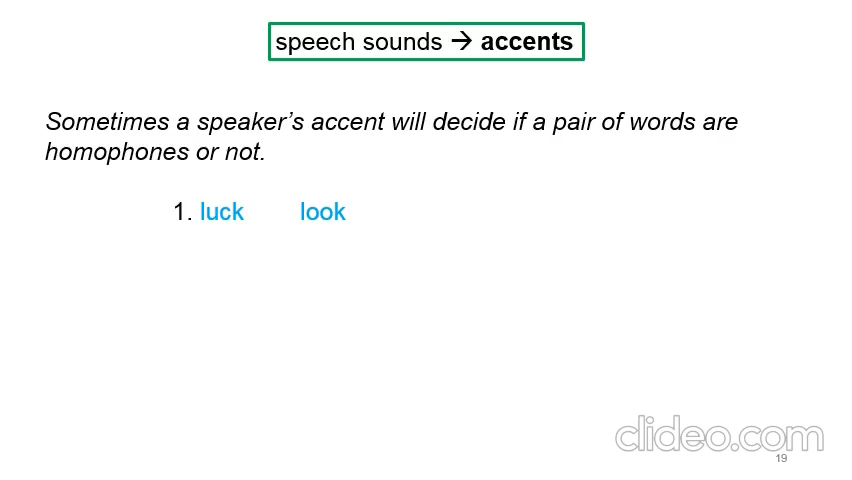 speech sounds → accents
Sometimes a speaker’s accent will decide if a pair of words are
homophones or not.
1. luck look
clideo.com
19